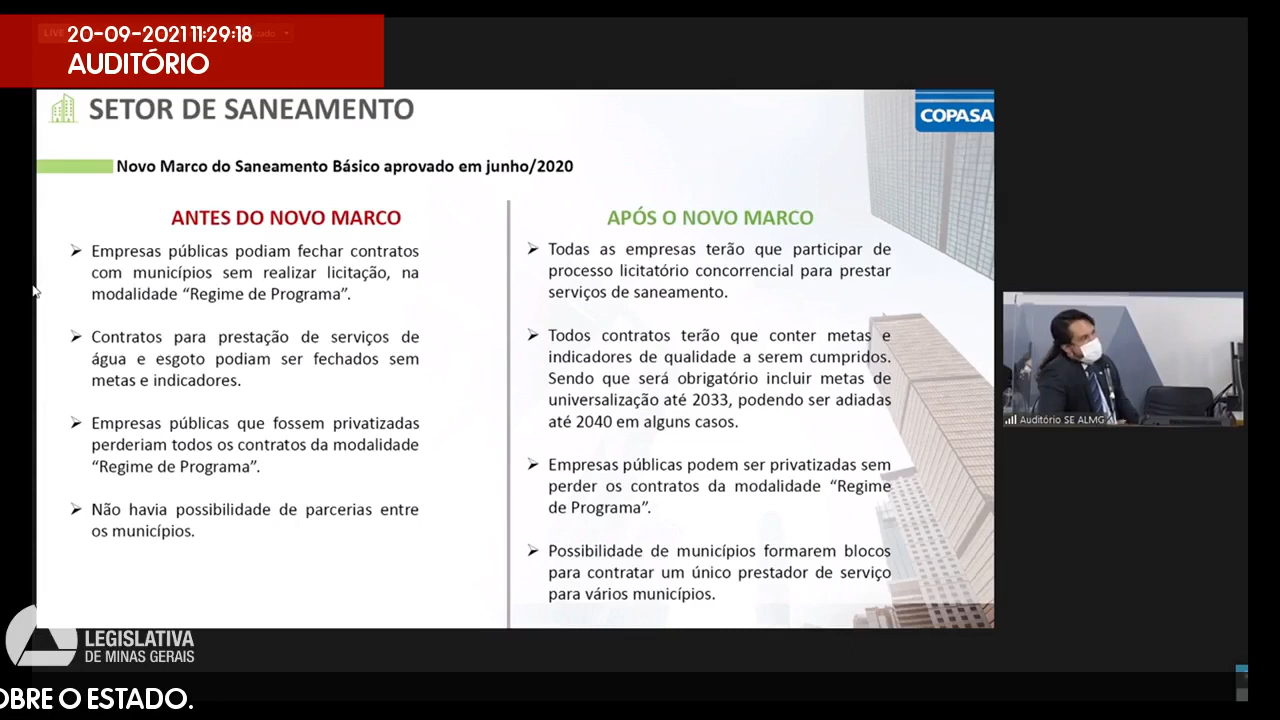 LIVE
20-09-2021 11:29:18
AUDITÓRIO
SETOR DE SANEAMENTO
COPASA
Novo Marco do Saneamento Básico aprovado em junho/2020
ANTES DO NOVO MARCO
Empresas públicas podiam fechar contratos
com municípios sem realizar licitação, na
modalidade “Regime de Programa”.
Contratos para prestação de serviços de
água e esgoto podiam ser fechados sem
metas e indicadores.
Empresas públicas que fossem privatizadas
perderiam todos os contratos da modalidade
“Regime de Programa”.
Não havia possibilidade de parcerias entre
os municípios.
APÓS O NOVO MARCO
Todas as empresas terão que participar de
processo licitatório concorrencial para prestar
serviços de saneamento.
Todos contratos terão que conter metas e
indicadores de qualidade a serem cumpridos.
Sendo que será obrigatório incluir metas de
universalização até 2033, podendo ser adiadas
até 2040 em alguns casos.
Empresas públicas podem ser privatizadas sem
perder os contratos da modalidade “Regime
de Programa”.
Possibilidade de municípios formarem blocos
para contratar um único prestador de serviço
para vários municípios.
Auditório SE ALMG
LEGISLATIVA
DE MINAS GERAIS
OBRE O ESTADO.